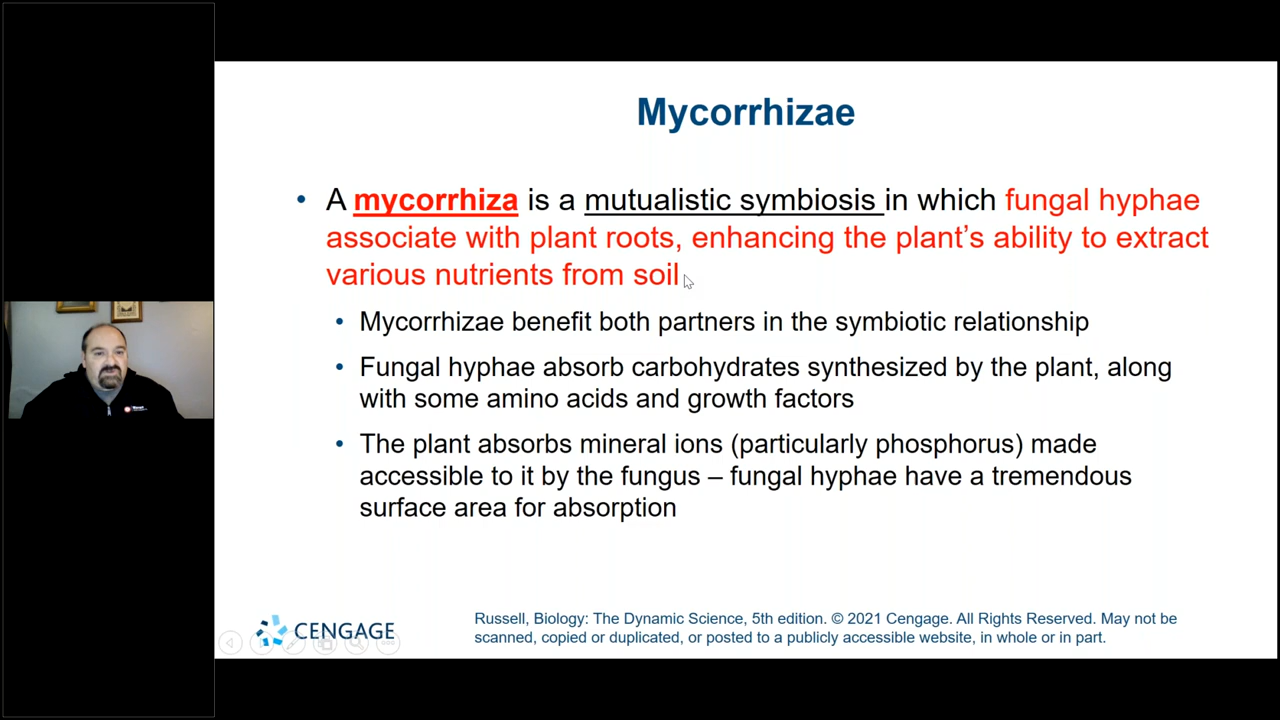 Mycorrhizae
• A mycorrhiza is a mutualistic symbiosis in which fungal hyphae
associate with plant roots, enhancing the plant's ability to extract
various nutrients from soil
• Mycorrhizae benefit both partners in the symbiotic relationship
• Fungal hyphae absorb carbohydrates synthesized by the plant, along
with some amino acids and growth factors
• The plant absorbs mineral ions (particularly phosphorus) made
accessible to it by the fungus – fungal hyphae have a tremendous
surface area for absorption
CENGAGE
Russell, Biology: The Dynamic Science, 5th edition. © 2021 Cengage. All Rights Reserved. May not be
scanned, copied or duplicated, or posted to a publicly accessible website, in whole or in part.